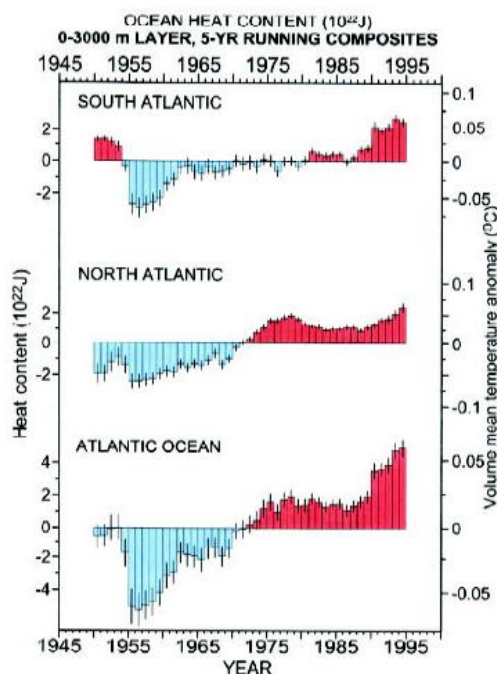 OCEAN HEAT CONTENT (10²²J)
0-3000 m LAYER, 5-YR RUNNING COMPOSITES
1945 1955 1965 1975 1985 1995
SOUTH ATLANTIC
2
0
-2
0.1
0.05
0
-0.05
NORTH ATLANTIC
2
0
-2
0.1
0
-0.1
ATLANTIC OCEAN
4
2
0
-2
-4
0.05
0
-0.05
Heat content (10²²J)
Volume mean temperature anomaly (°C)
1945 1955 1965 1975 1985 1995
YEAR